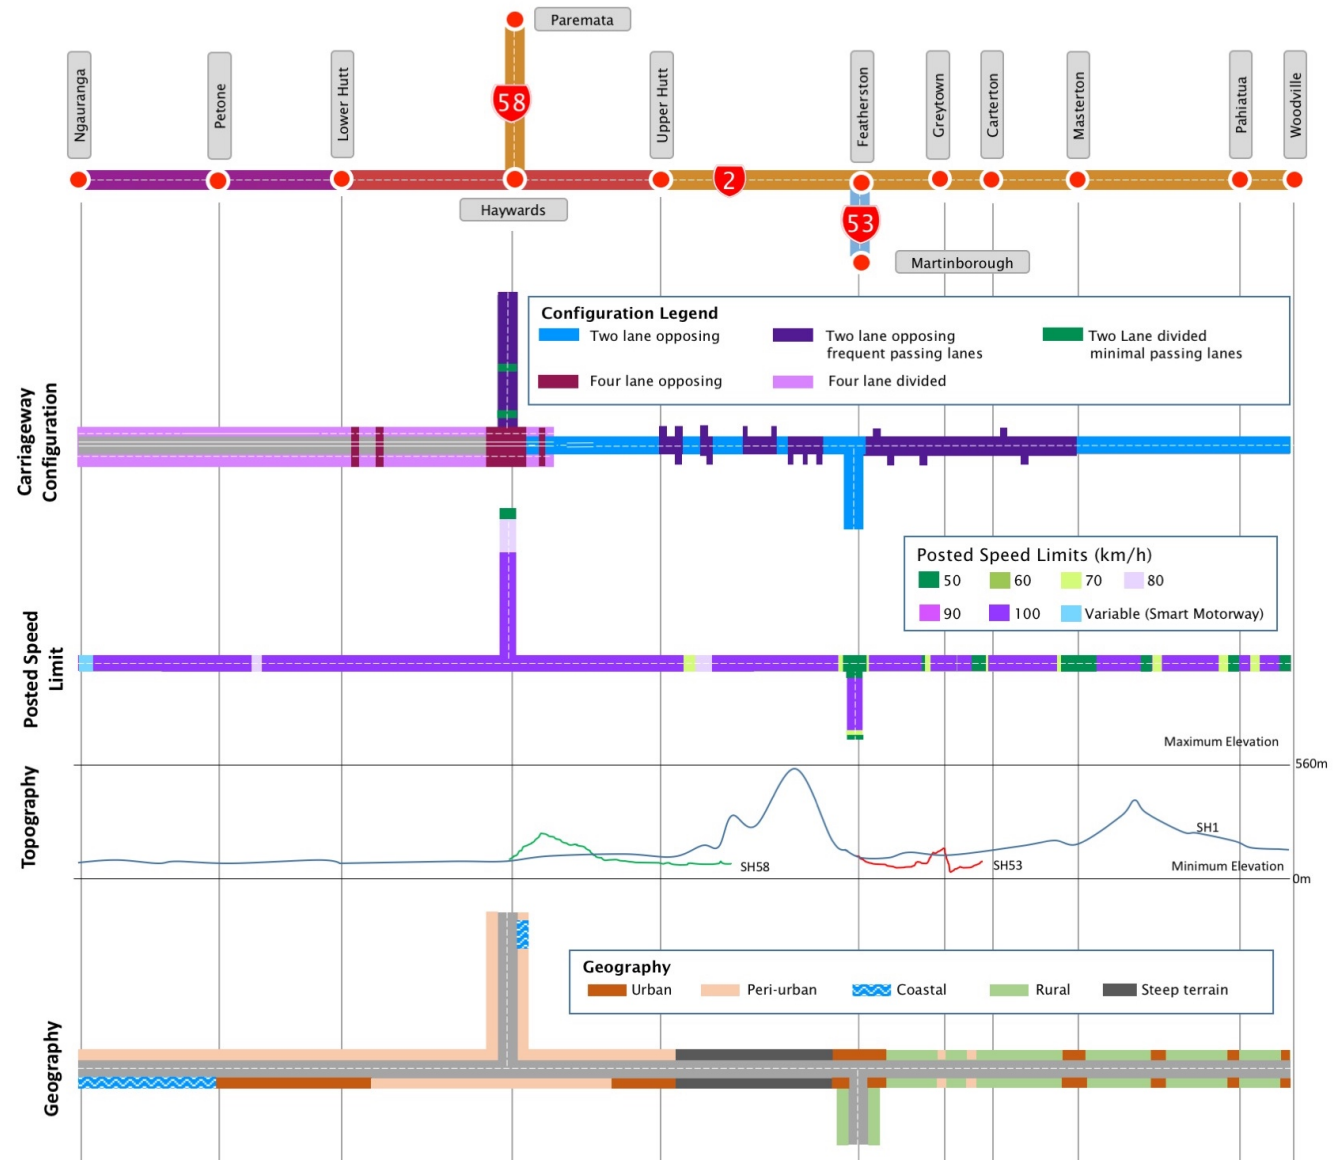 Paremata
Ngauranga
Petone
Lower Hutt
58
Upper Hutt
Featherston
Greytown
Carterton
Masterton
Pahiatua
Woodville
2
Haywards
53
Martinborough
Carriageway
Configuration
Configuration Legend
Two lane opposing
Two lane opposing
frequent passing lanes
Two Lane divided
minimal passing lanes
Four lane opposing
Four lane divided
Posted Speed
Limit
Posted Speed Limits (km/h)
50
60
70
80
90
100
Variable (Smart Motorway)
Topography
Maximum Elevation
560m
SH1
SH58
SH53
Minimum Elevation
0m
Geography
Geography
Urban
Peri-urban
Coastal
Rural
Steep terrain